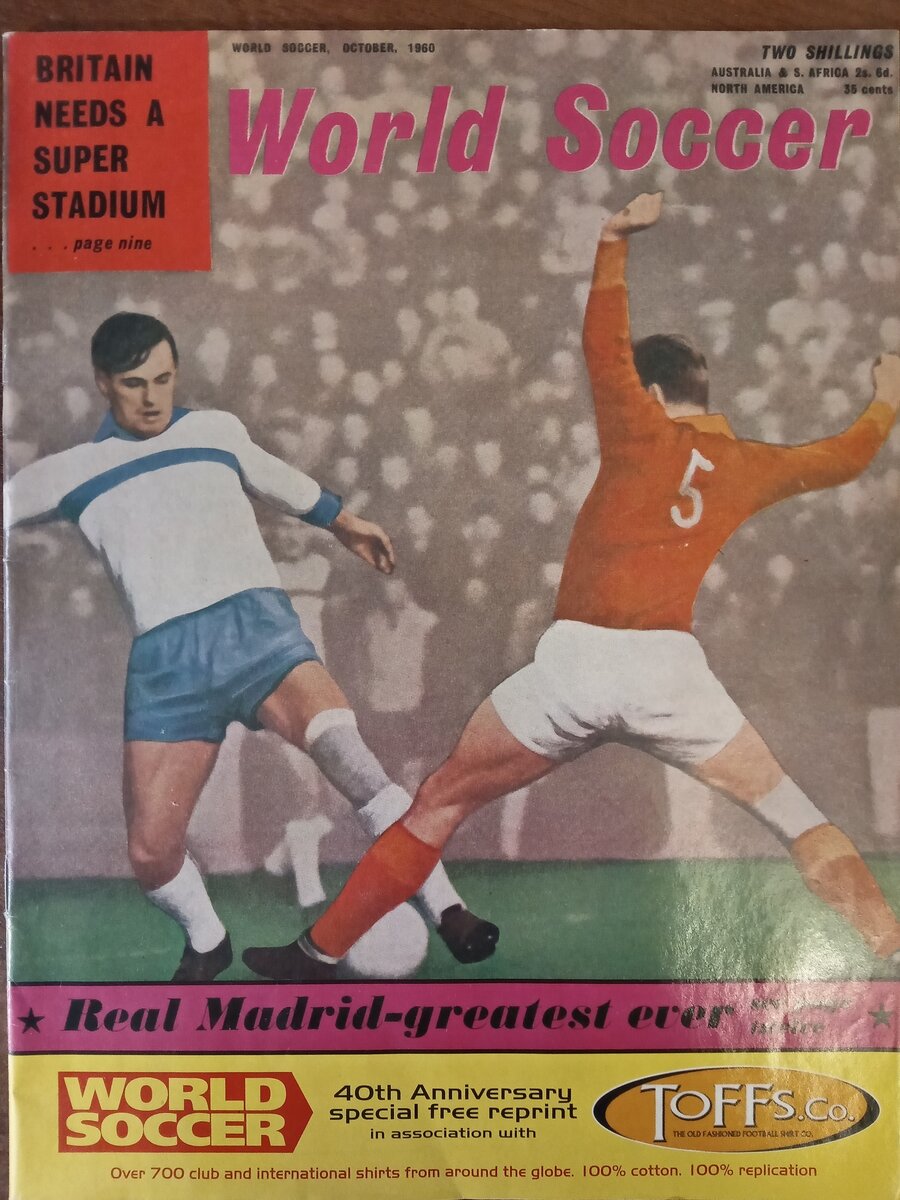 BRITAIN
NEEDS A
SUPER
STADIUM
. . . page nine
WORLD SOCCER, OCTOBER, 1960
TWO SHILLINGS
AUSTRALIA & S. AFRICA 2s. 6d.
NORTH AMERICA 35 cents
World Soccer
5
Real Madrid-greatest ever
WORLD
SOCCER
40th Anniversary
special free reprint
in association with
TOFFS.CO.
THE OLD FASHIONED FOOTBALL SHIRT CO.
Over 700 club and international shirts from around the globe. 100% cotton. 100% replication